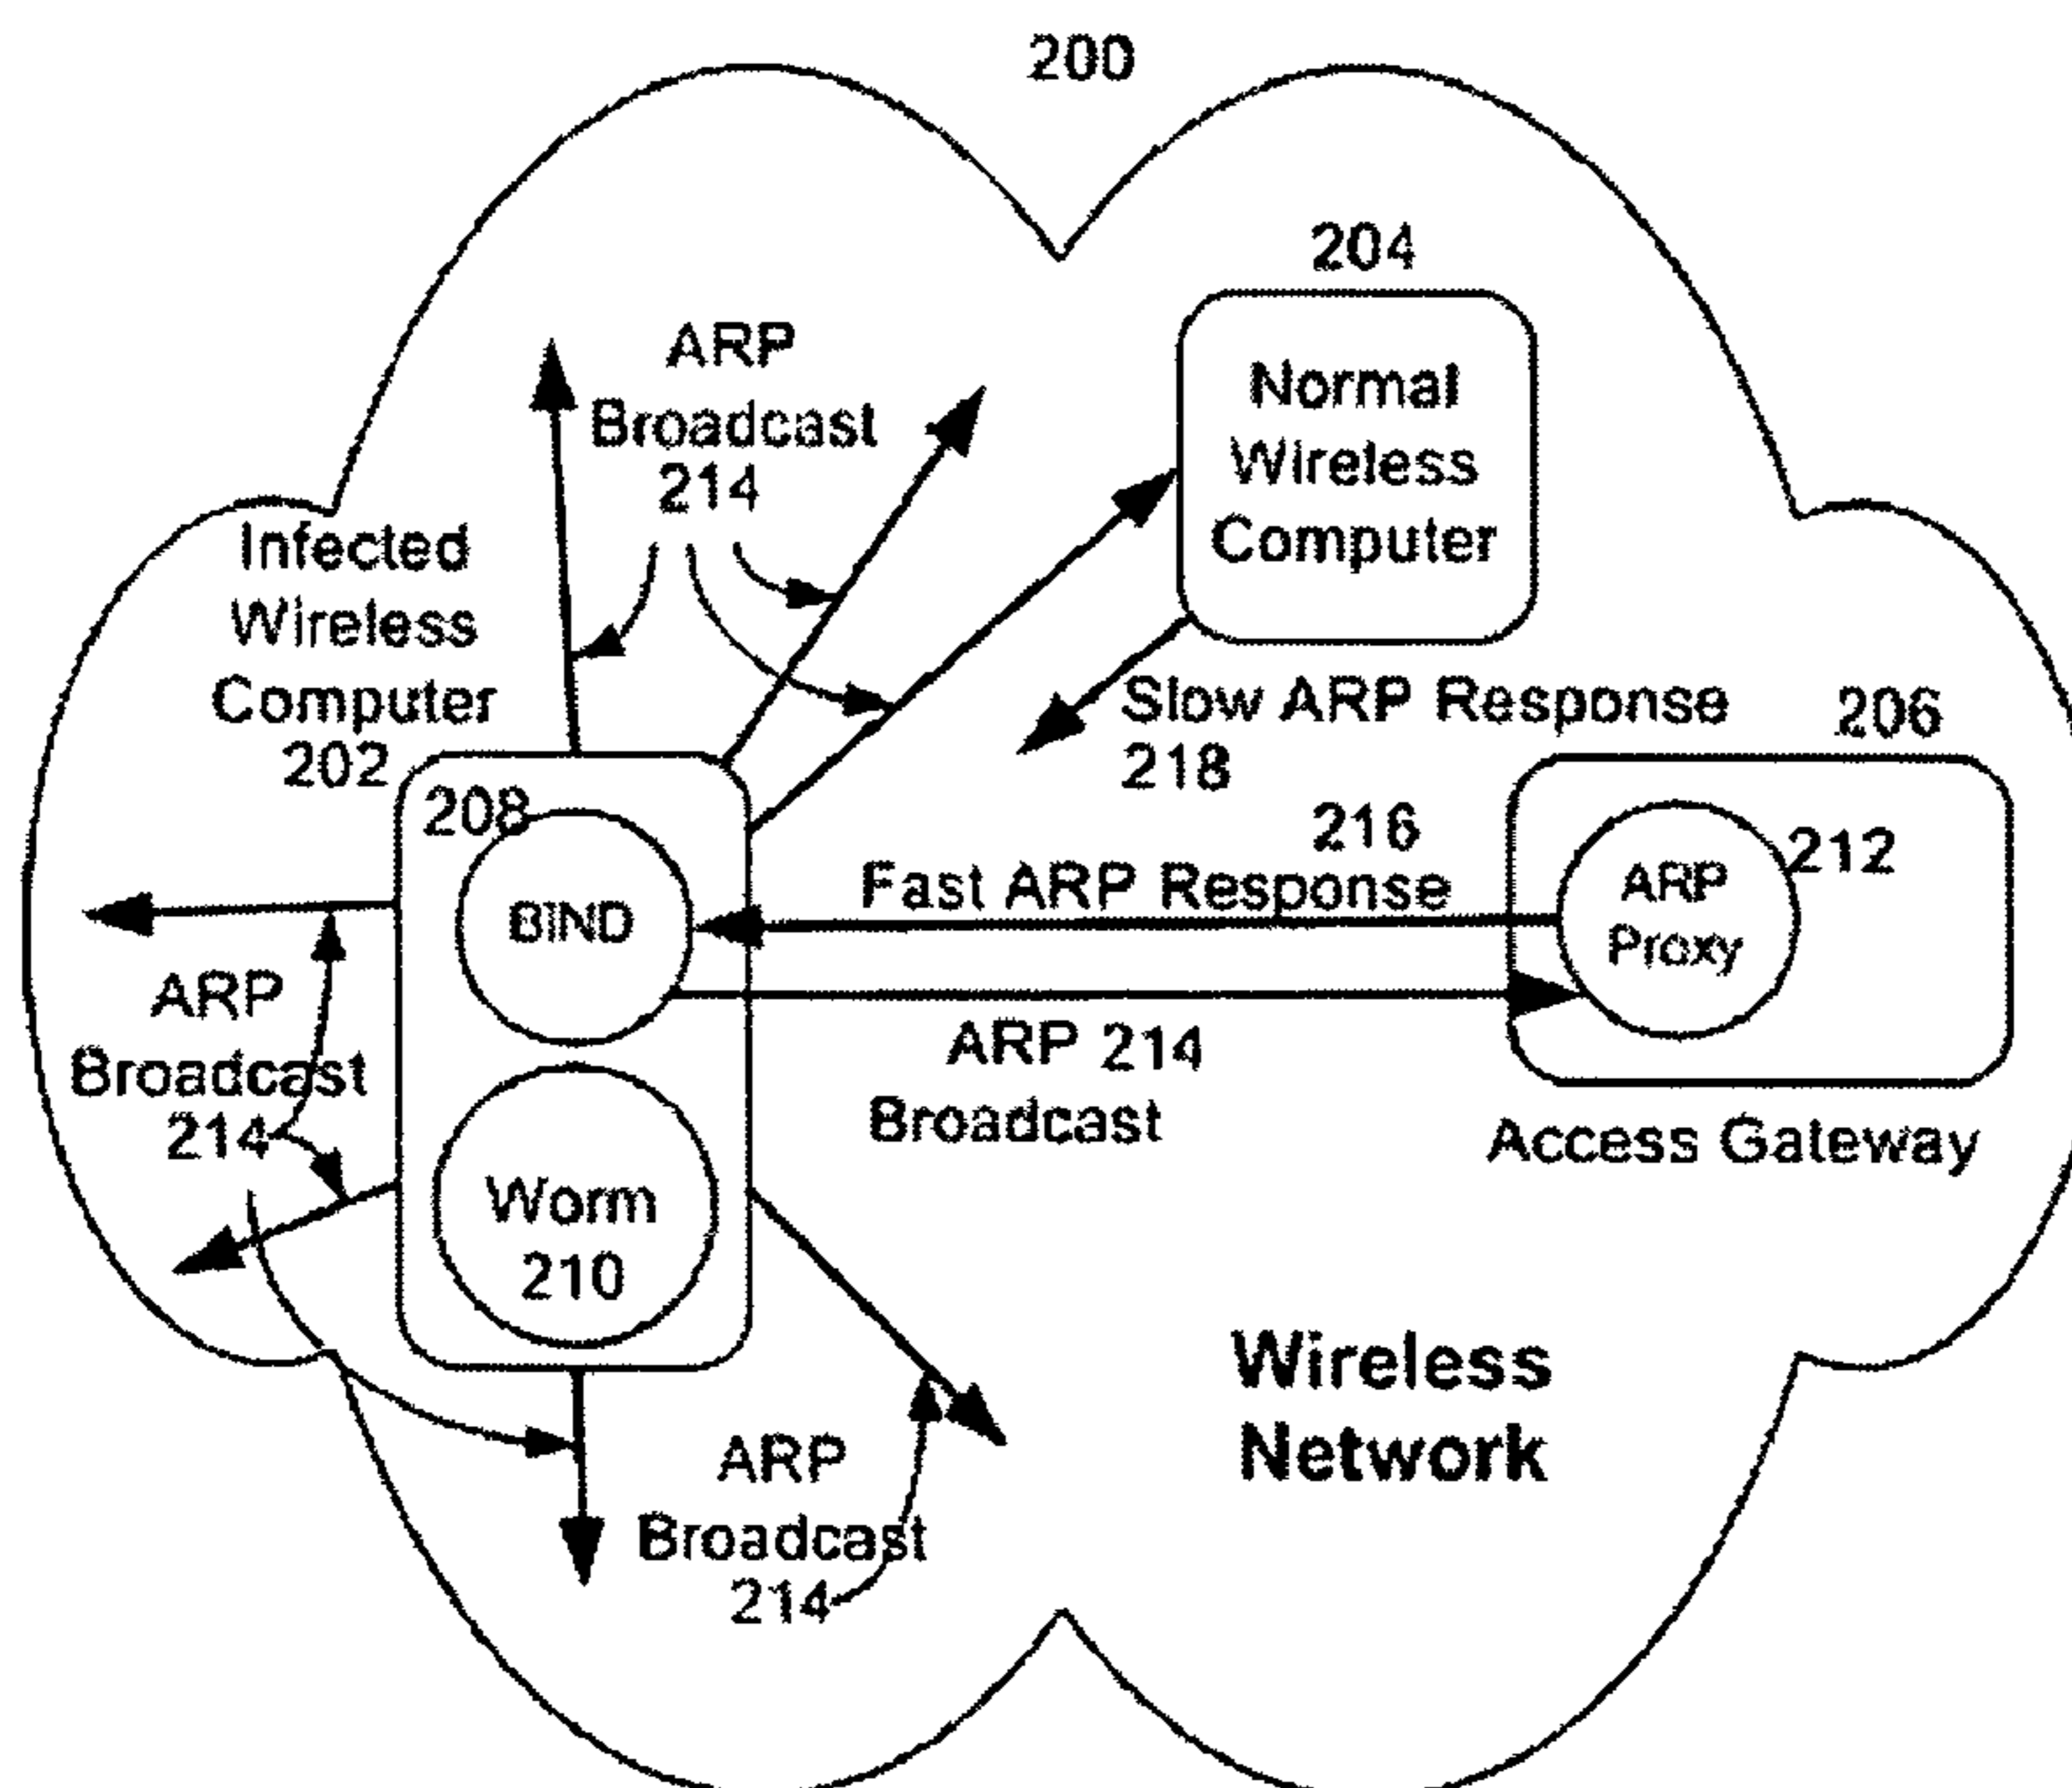 200
204
Normal
Wireless
Computer
ARP
Broadcast
214
Infected
Wireless
Computer
202
Slow ARP Response
218
206
208
BIND
216
Fast ARP Response
212
ARP
Proxy
ARP
Broadcast
214
ARP 214
Broadcast
Access Gateway
Worm
210
Wireless
Network
ARP
Broadcast
214